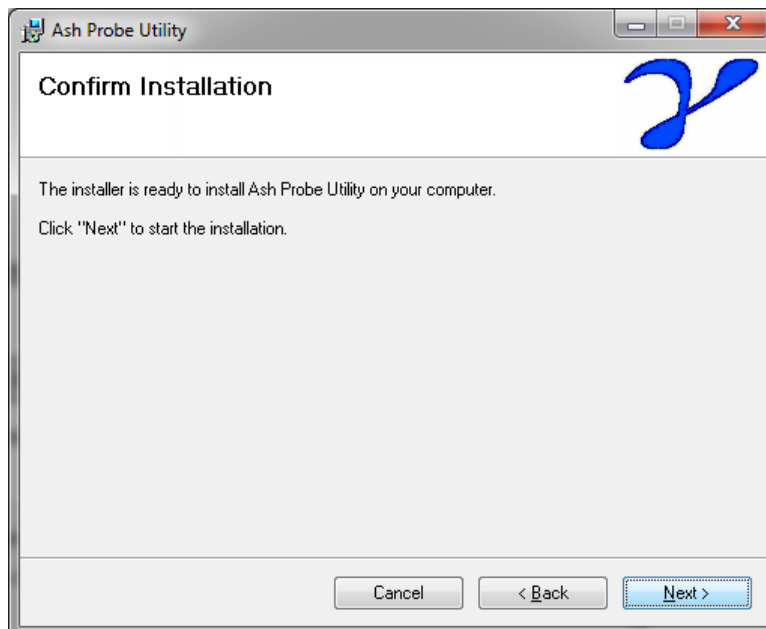 Ash Probe Utility
Confirm Installation
The installer is ready to install Ash Probe Utility on your computer.
Click "Next" to start the installation.
Cancel
< Back
Next >